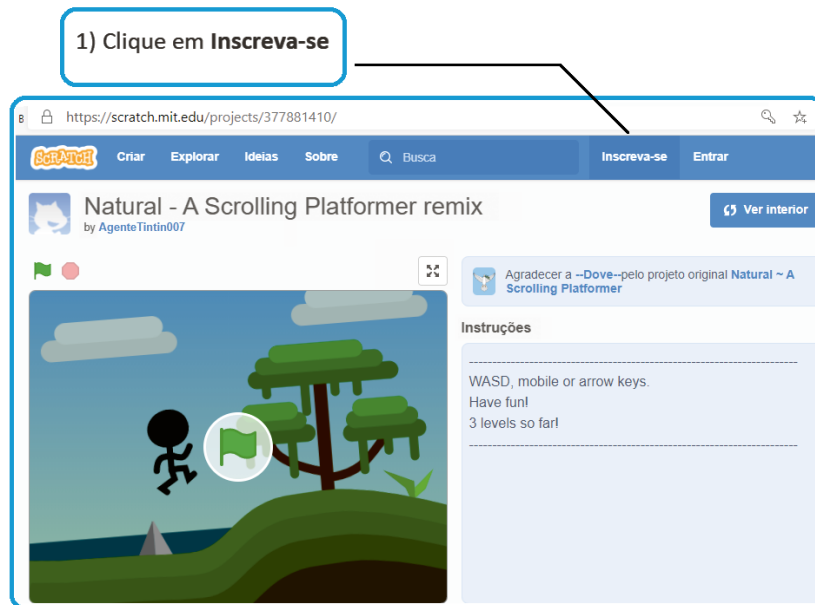 1) Clique em Inscreva-se
B https://scratch.mit.edu/projects/377881410/
SCRATCH Criar Explorar Ideias Sobre Busca Inscreva-se Entrar
Natural - A Scrolling Platformer remix
by AgenteTintin007
Ver interior
Agradecer a --Dove--pelo projeto original Natural ~ A
Scrolling Platformer
Instruções
--------------------------------------------------------------------------------
WASD, mobile or arrow keys.
Have fun!
3 levels so far!
--------------------------------------------------------------------------------